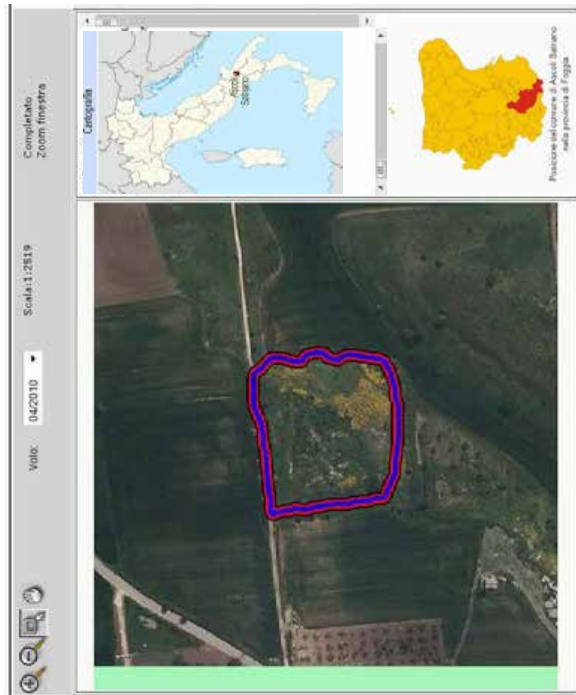 Volo:
04/2010
Scala:1:2519
Completato
Zoom finestra
Cartografia
Ascoli
Satriano
Posizione del comune di Ascoli Satriano
nella provincia di Foggia